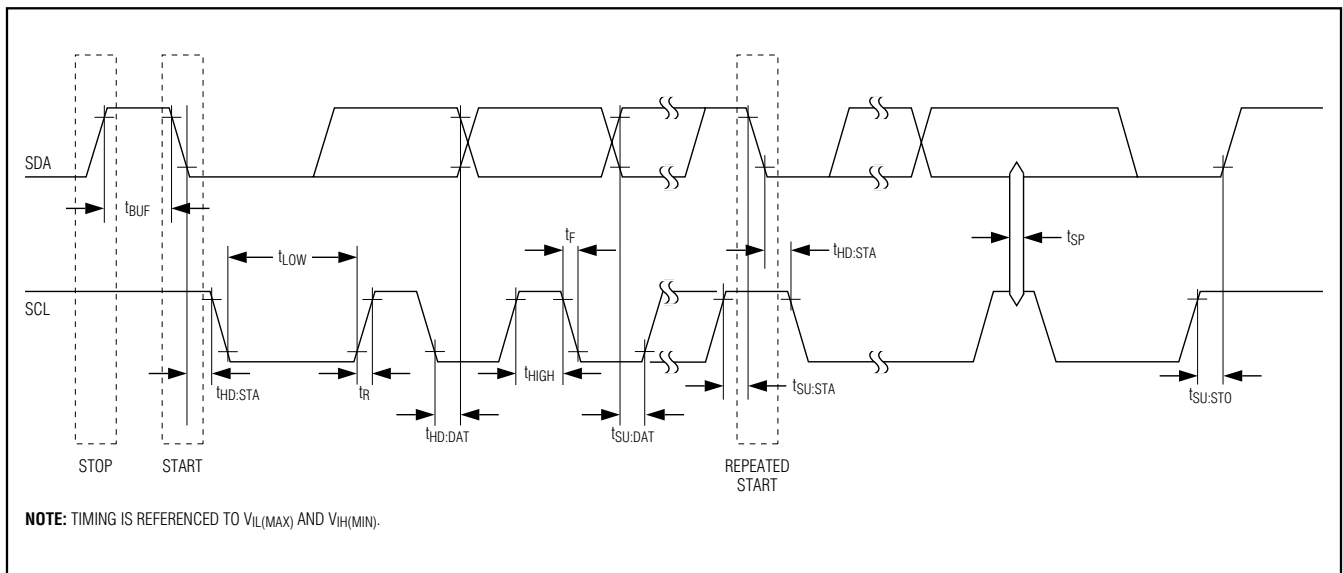 SDA
tBUF
tF
tLOW
tHD:STA
tSP
SCL
tHD:STA
tR
tHIGH
tSU:STA
tSU:STO
tHD:DAT
tSU:DAT
STOP
START
REPEATED
START
NOTE: TIMING IS REFERENCED TO VIL(MAX) AND VIH(MIN).